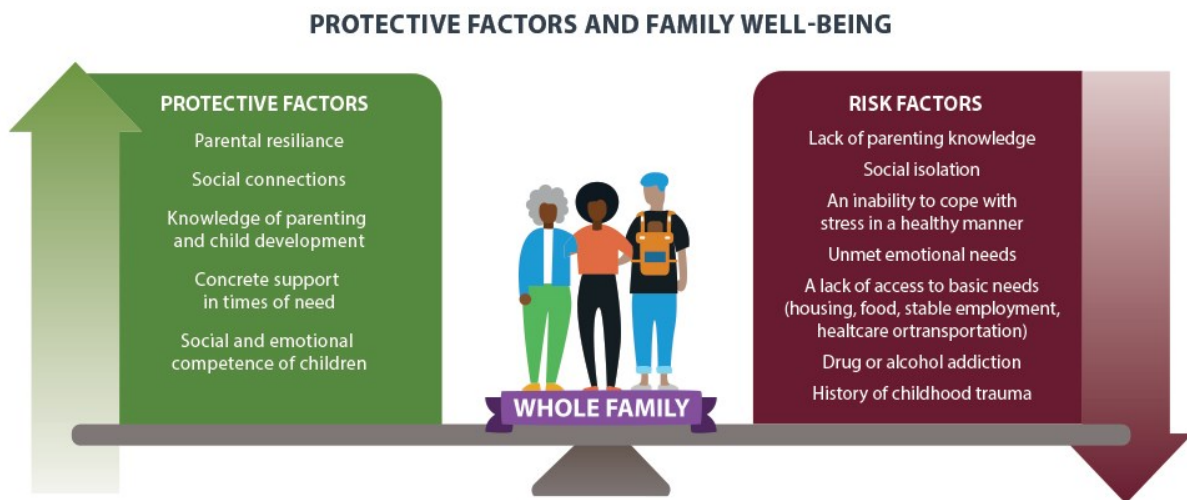 PROTECTIVE FACTORS AND FAMILY WELL-BEING
PROTECTIVE FACTORS
Parental resiliance
Social connections
Knowledge of parenting
and child development
Concrete support
in times of need
Social and emotional
competence of children
WHOLE FAMILY
RISK FACTORS
Lack of parenting knowledge
Social isolation
An inability to cope with
stress in a healthy manner
Unmet emotional needs
A lack of access to basic needs
(housing, food, stable employment,
healtcare ortransportation)
Drug or alcohol addiction
History of childhood trauma